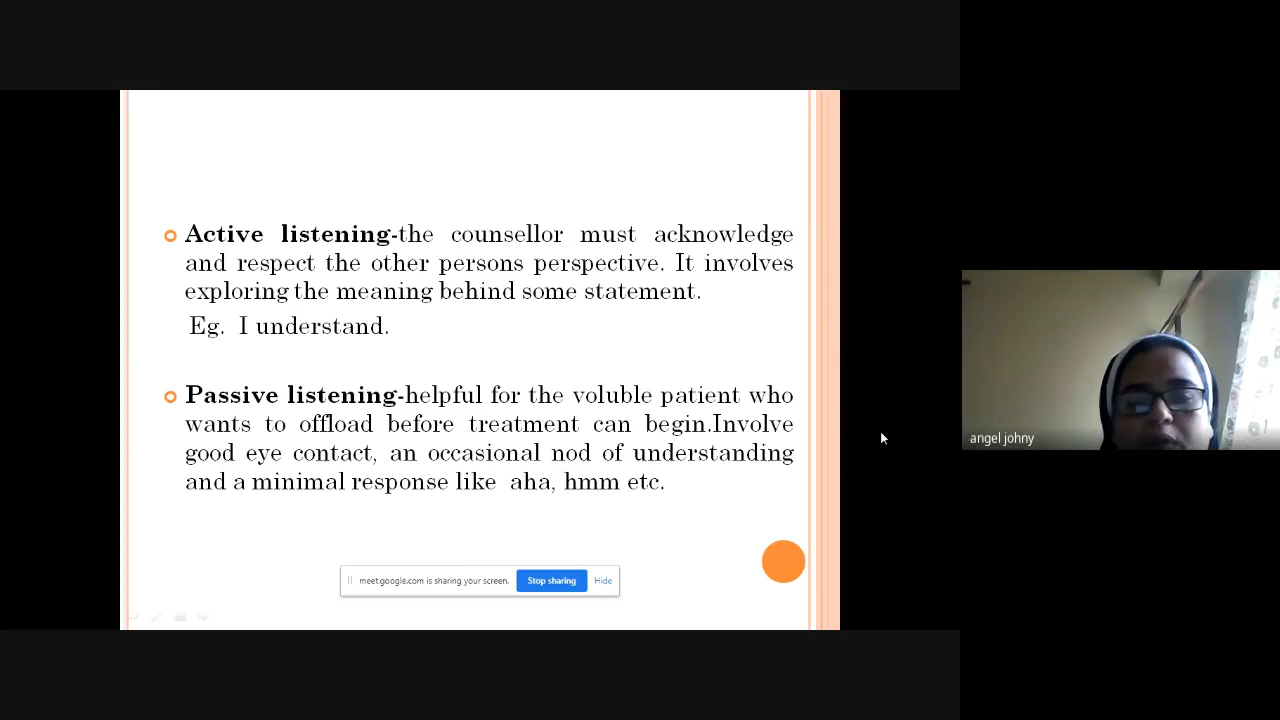 Active listening-the counsellor must acknowledge
and respect the other persons perspective. It involves
exploring the meaning behind some statement.
Eg. I understand.
Passive listening-helpful for the voluble patient who
wants to offload before treatment can begin.Involve
good eye contact, an occasional nod of understanding
and a minimal response like aha, hmm etc.
meet.google.com is sharing your screen. Stop sharing Hide
angel johny